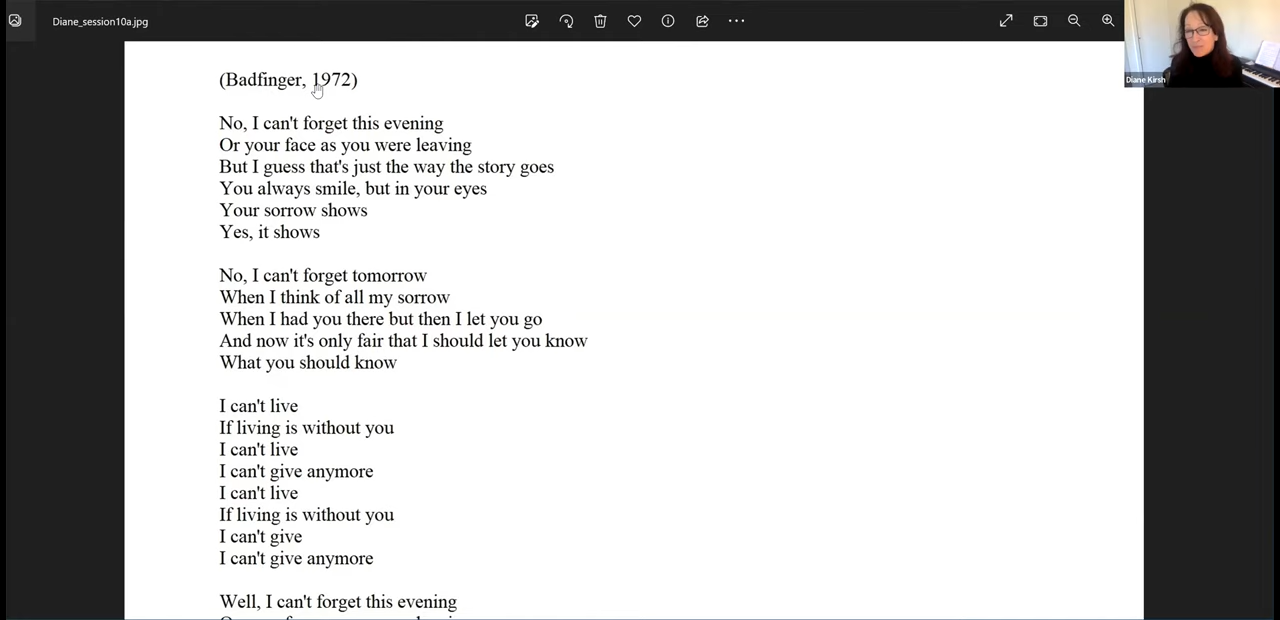 Diane_session10a.jpg
Diane Kirsh
(Badfinger, 1972)
No, I can't forget this evening
Or your face as you were leaving
But I guess that's just the way the story goes
You always smile, but in your eyes
Your sorrow shows
Yes, it shows
No, I can't forget tomorrow
When I think of all my sorrow
When I had you there but then I let you go
And now it's only fair that I should let you know
What you should know
I can't live
If living is without you
I can't live
I can't give anymore
I can't live
If living is without you
I can't give
I can't give anymore
Well, I can't forget this evening